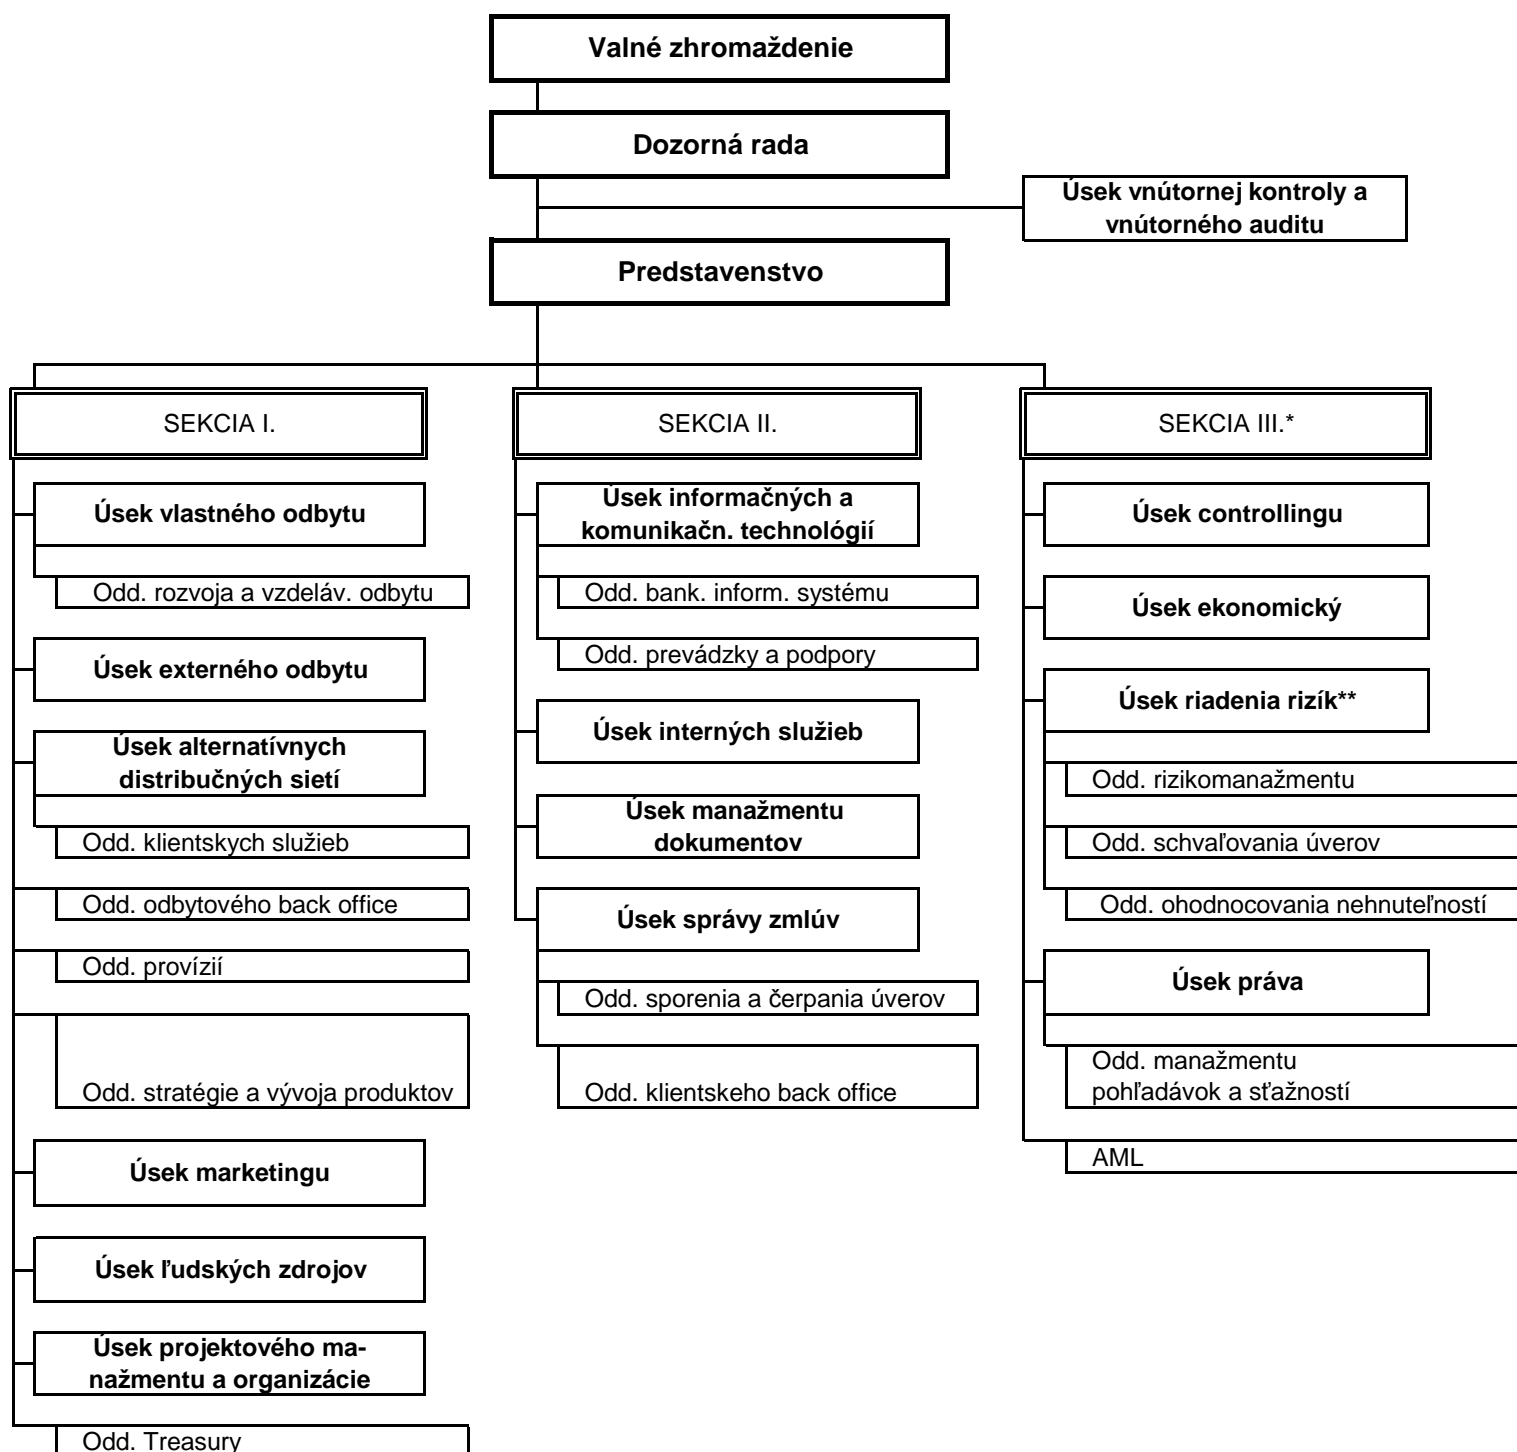 Valné zhromaždenie
Dozorná rada
Úsek vnútornej kontroly a
vnútorného auditu
Predstavenstvo
SEKCIA I.
Úsek vlastného odbytu
Odd. rozvoja a vzdeláv. odbytu
Úsek externého odbytu
Úsek alternatívnych
distribučných sietí
Odd. klientskych služieb
Odd. odbytového back office
Odd. provízií
Odd. stratégie a vývoja produktov
Úsek marketingu
Úsek ľudských zdrojov
Úsek projektového ma-
nažmentu a organizácie
Odd. Treasury
SEKCIA II.
Úsek informačných a
komunikačn. technológií
Odd. bank. inform. systému
Odd. prevádzky a podpory
Úsek interných služieb
Úsek manažmentu
dokumentov
Úsek správy zmlúv
Odd. sporenia a čerpania úverov
Odd. klientskeho back office
SEKCIA III.*
Úsek controllingu
Úsek ekonomický
Úsek riadenia rizík**
Odd. rizikomanažmentu
Odd. schvaľovania úverov
Odd. ohodnocovania nehnuteľností
Úsek práva
Odd. manažmentu
pohľadávok a sťažností
AML